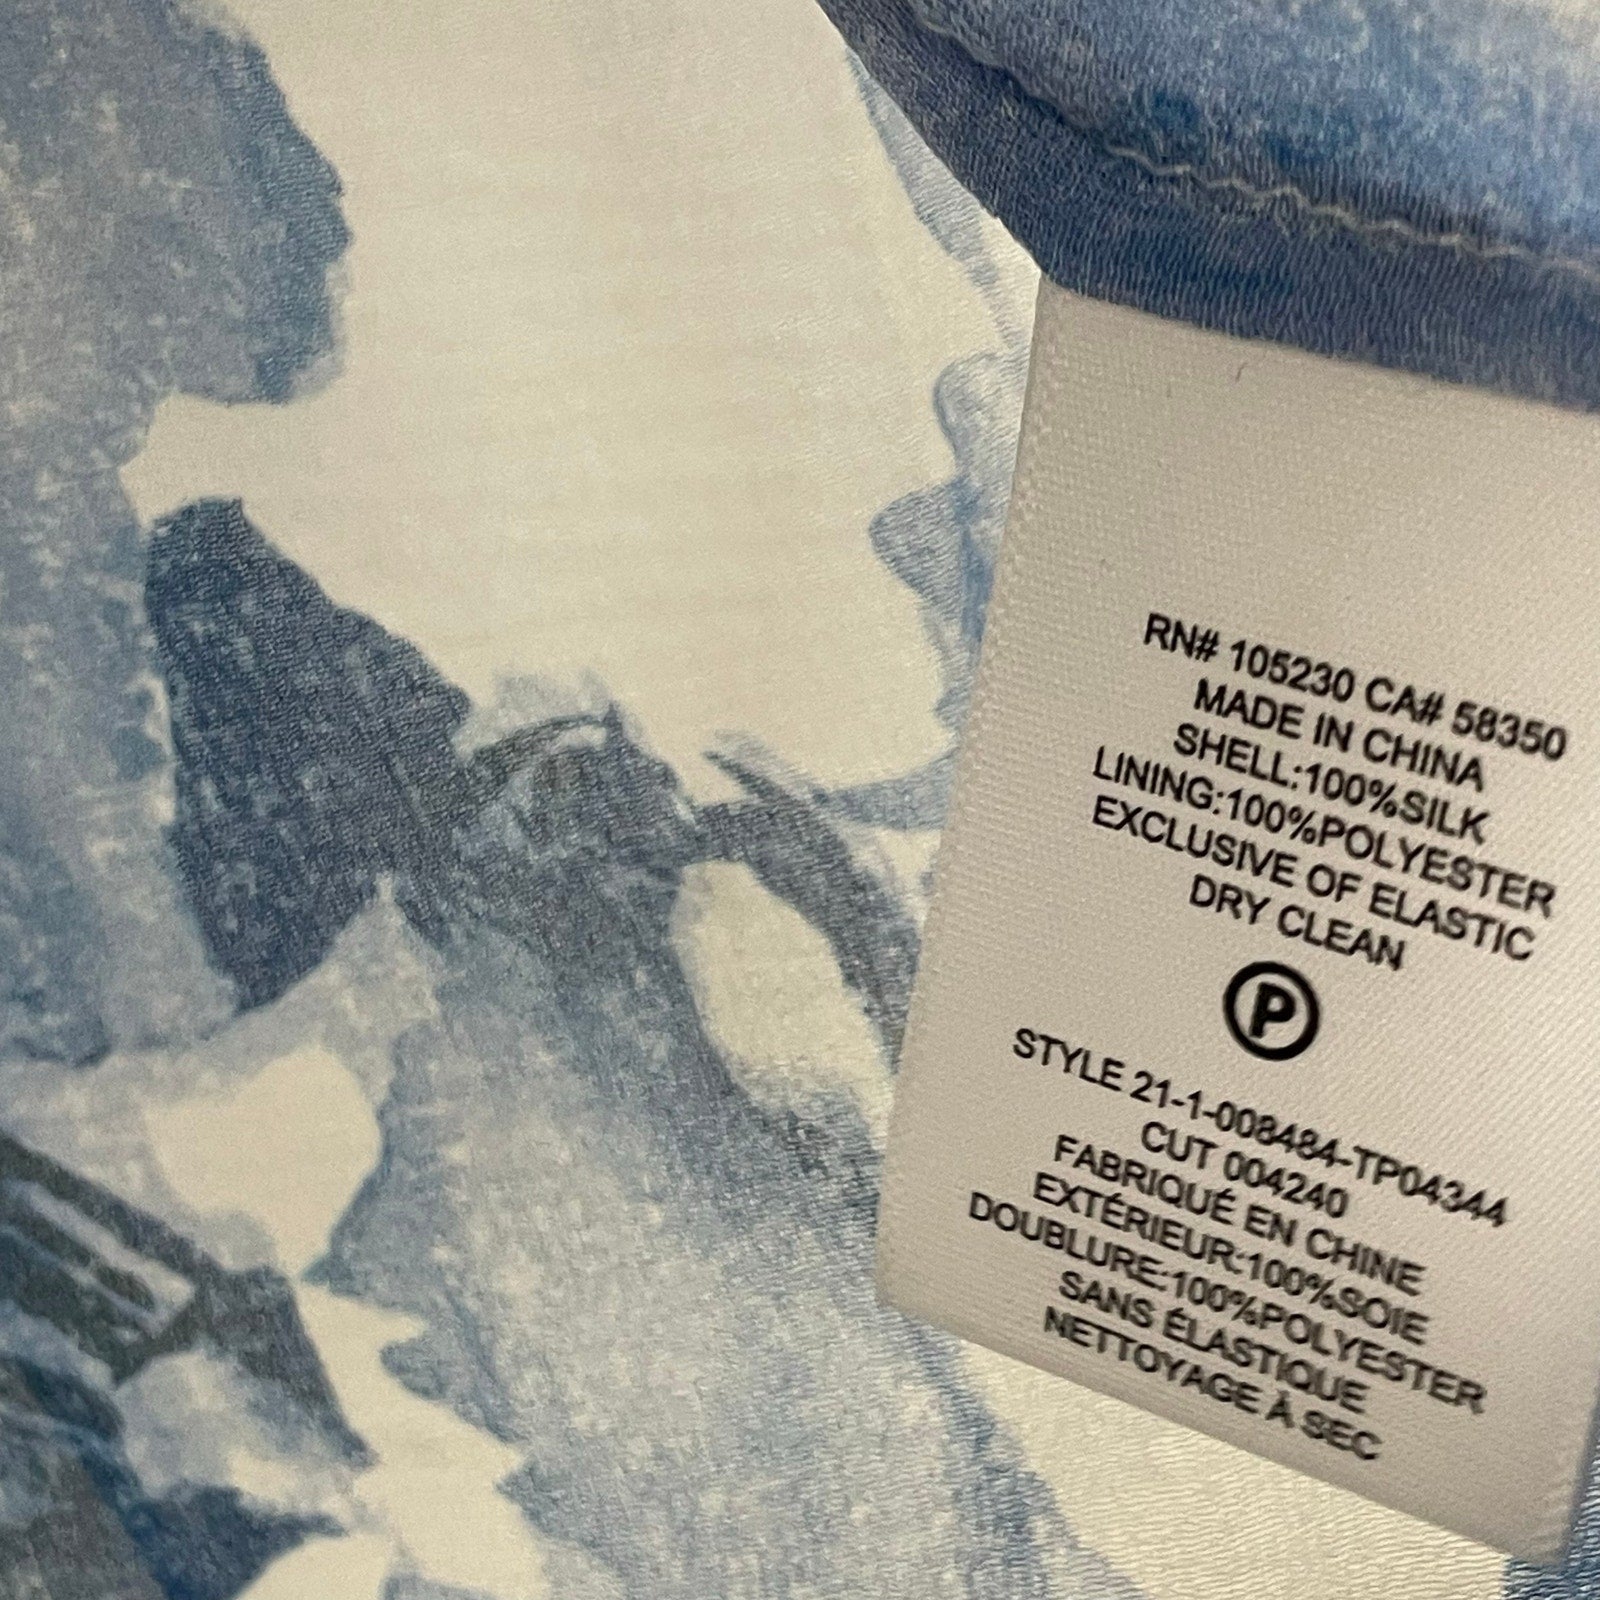 RN# 105230 CA# 58350
MADE IN CHINA
SHELL:100%SILK
LINING:100%POLYESTER
EXCLUSIVE OF ELASTIC
DRY CLEAN
P
STYLE 21-1-008484-TP04344
CUT 004240
FABRIQUÉ EN CHINE
EXTÉRIEUR:100%SOIE
DOUBLURE:100%POLYESTER
SANS ÉLASTIQUE
NETTOYAGE À SEC